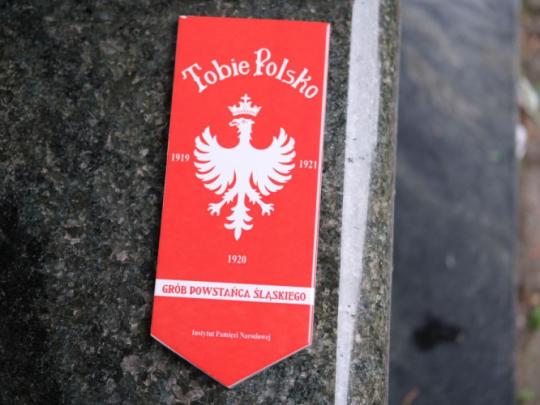 Tobie Polsko
1919
1921
1920
GRÓB POWSTAŃCA ŚLĄSKIEGO
Instytut Pamięci Narodowej